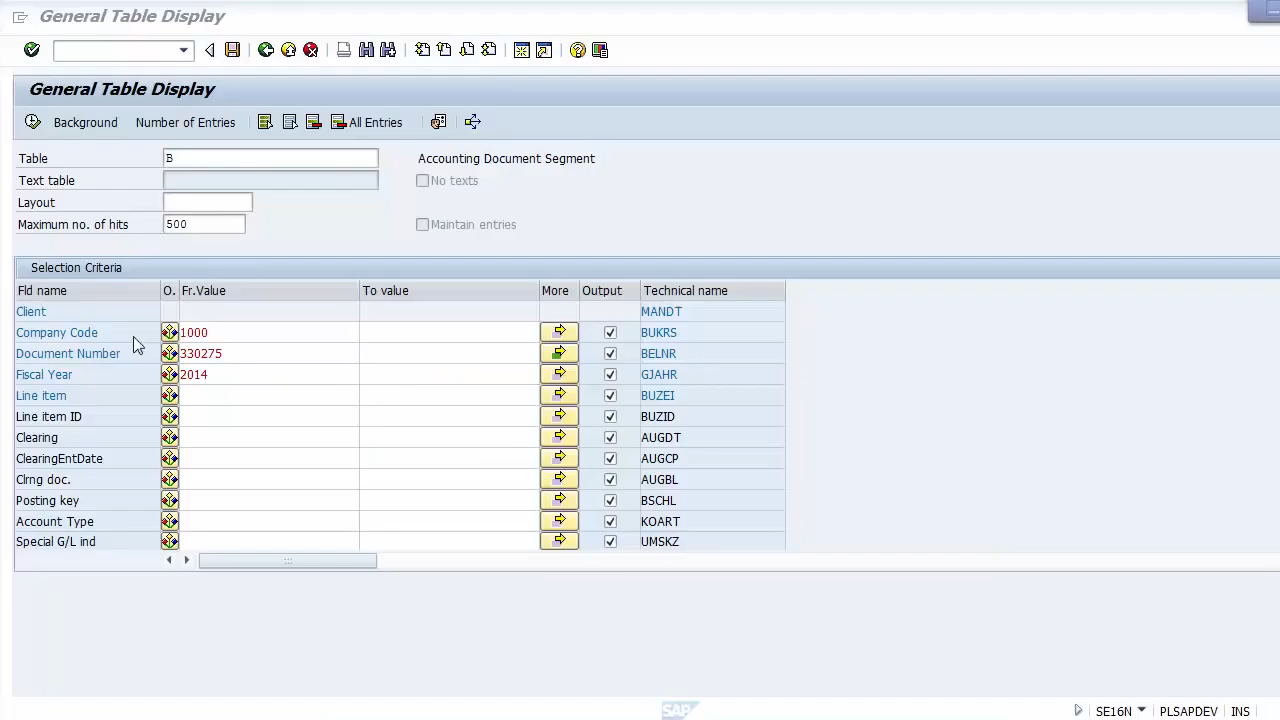 General Table Display
General Table Display
Background Number of Entries All Entries
Table B Accounting Document Segment
Text table No texts
Layout
Maximum no. of hits 500 Maintain entries
Selection Criteria
Fld name O. Fr.Value To value More Output Technical name
Client MANDT
Company Code 1000 BUKRS
Document Number 330275 BELNR
Fiscal Year 2014 GJAHR
Line item BUZEI
Line item ID BUZID
Clearing AUGDT
ClearingEntDate AUGCP
Clrng doc. AUGBL
Posting key BSCHL
Account Type KOART
Special G/L ind UMSKZ
SAP SE16N PLSAPDEV INS